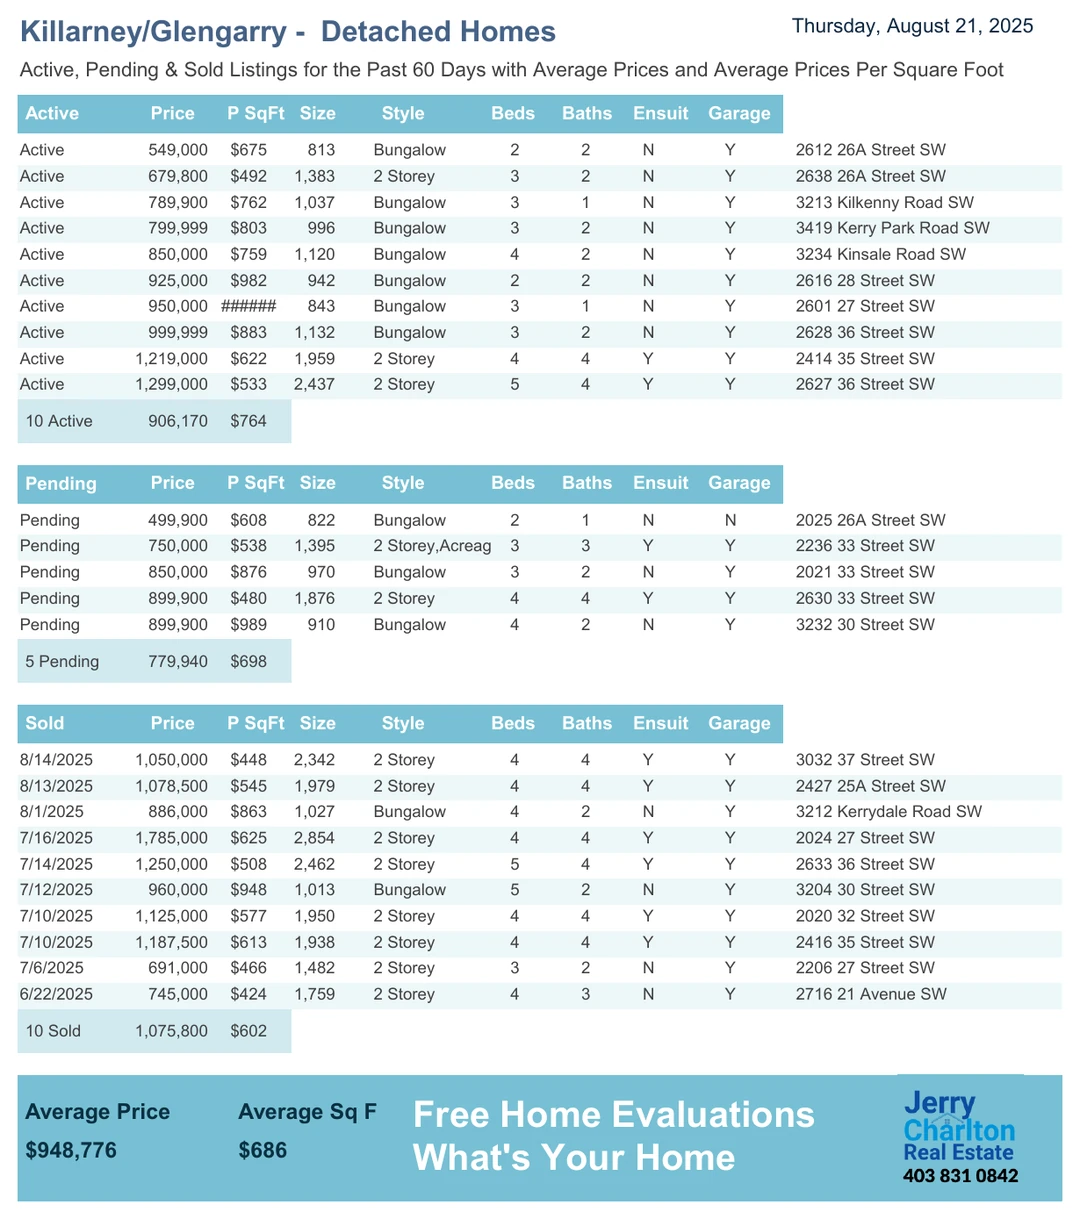 Killarney/Glengarry -  Detached Homes
Thursday, August 21, 2025
Active, Pending & Sold Listings for the Past 60 Days with Average Prices and Average Prices Per Square Foot
Active Price P SqFt Size Style Beds Baths Ensuit Garage
Active 549,000 $675 813 Bungalow 2 2 N Y 2612 26A Street SW
Active 679,800 $492 1,383 2 Storey 3 2 N Y 2638 26A Street SW
Active 789,900 $762 1,037 Bungalow 3 1 N Y 3213 Kilkenny Road SW
Active 799,999 $803 996 Bungalow 3 2 N Y 3419 Kerry Park Road SW
Active 850,000 $759 1,120 Bungalow 4 2 N Y 3234 Kinsale Road SW
Active 925,000 $982 942 Bungalow 2 2 N Y 2616 28 Street SW
Active 950,000 ###### 843 Bungalow 3 1 N Y 2601 27 Street SW
Active 999,999 $883 1,132 Bungalow 3 2 N Y 2628 36 Street SW
Active 1,219,000 $622 1,959 2 Storey 4 4 Y Y 2414 35 Street SW
Active 1,299,000 $533 2,437 2 Storey 5 4 Y Y 2627 36 Street SW
10 Active 906,170 $764
Pending Price P SqFt Size Style Beds Baths Ensuit Garage
Pending 499,900 $608 822 Bungalow 2 1 N N 2025 26A Street SW
Pending 750,000 $538 1,395 2 Storey,Acreag 3 3 Y Y 2236 33 Street SW
Pending 850,000 $876 970 Bungalow 3 2 N Y 2021 33 Street SW
Pending 899,900 $480 1,876 2 Storey 4 4 Y Y 2630 33 Street SW
Pending 899,900 $989 910 Bungalow 4 2 N Y 3232 30 Street SW
5 Pending 779,940 $698
Sold Price P SqFt Size Style Beds Baths Ensuit Garage
8/14/2025 1,050,000 $448 2,342 2 Storey 4 4 Y Y 3032 37 Street SW
8/13/2025 1,078,500 $545 1,979 2 Storey 4 4 Y Y 2427 25A Street SW
8/1/2025 886,000 $863 1,027 Bungalow 4 2 N Y 3212 Kerrydale Road SW
7/16/2025 1,785,000 $625 2,854 2 Storey 4 4 Y Y 2024 27 Street SW
7/14/2025 1,250,000 $508 2,462 2 Storey 5 4 Y Y 2633 36 Street SW
7/12/2025 960,000 $948 1,013 Bungalow 5 2 N Y 3204 30 Street SW
7/10/2025 1,125,000 $577 1,950 2 Storey 4 4 Y Y 2020 32 Street SW
7/10/2025 1,187,500 $613 1,938 2 Storey 4 4 Y Y 2416 35 Street SW
7/6/2025 691,000 $466 1,482 2 Storey 3 2 N Y 2206 27 Street SW
6/22/2025 745,000 $424 1,759 2 Storey 4 3 N Y 2716 21 Avenue SW
10 Sold 1,075,800 $602
Average Price Average Sq F
$948,776 $686
Free Home Evaluations
What's Your Home
Jerry
Charlton
Real Estate
403 831 0842